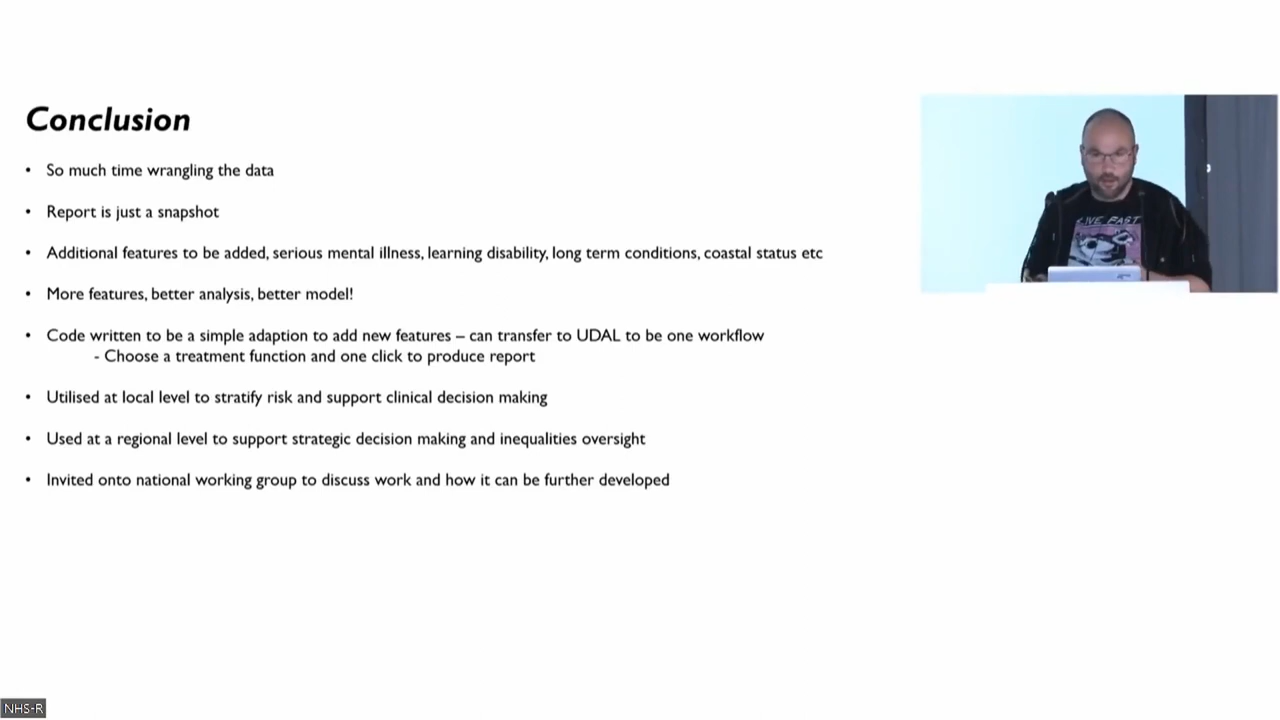 Conclusion
• So much time wrangling the data
• Report is just a snapshot
• Additional features to be added, serious mental illness, learning disability, long term conditions, coastal status etc
• More features, better analysis, better model!
• Code written to be a simple adaption to add new features – can transfer to UDAL to be one workflow
- Choose a treatment function and one click to produce report
• Utilised at local level to stratify risk and support clinical decision making
• Used at a regional level to support strategic decision making and inequalities oversight
• Invited onto national working group to discuss work and how it can be further developed
LIVE FAST
NHS-R